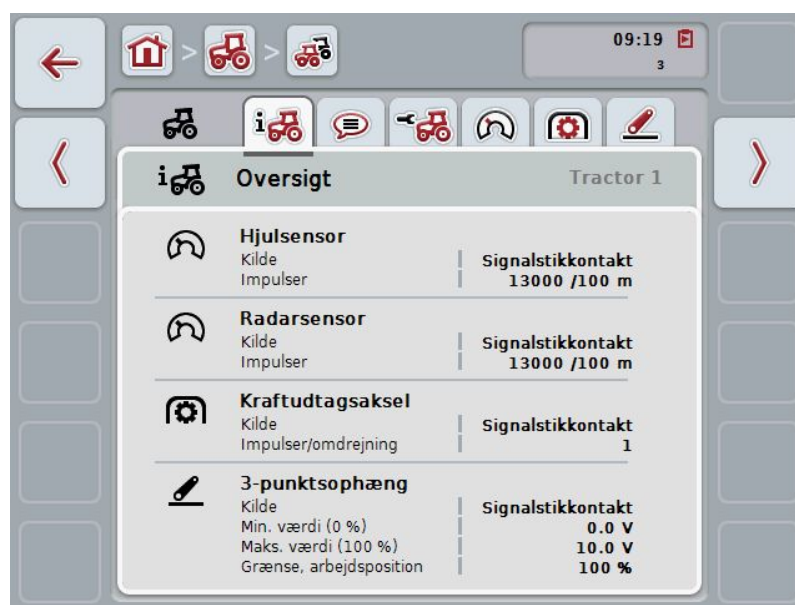 09:19
3
Oversigt Tractor 1
Hjulsensor
Kilde Signalstikkontakt
Impulser 13000 /100 m
Radarsensor
Kilde Signalstikkontakt
Impulser 13000 /100 m
Kraftudtagsaksel
Kilde Signalstikkontakt
Impulser/omdrejning 1
3-punktsophæng
Kilde Signalstikkontakt
Min. værdi (0 %) 0.0 V
Maks. værdi (100 %) 10.0 V
Grænse, arbejdsposition 100 %